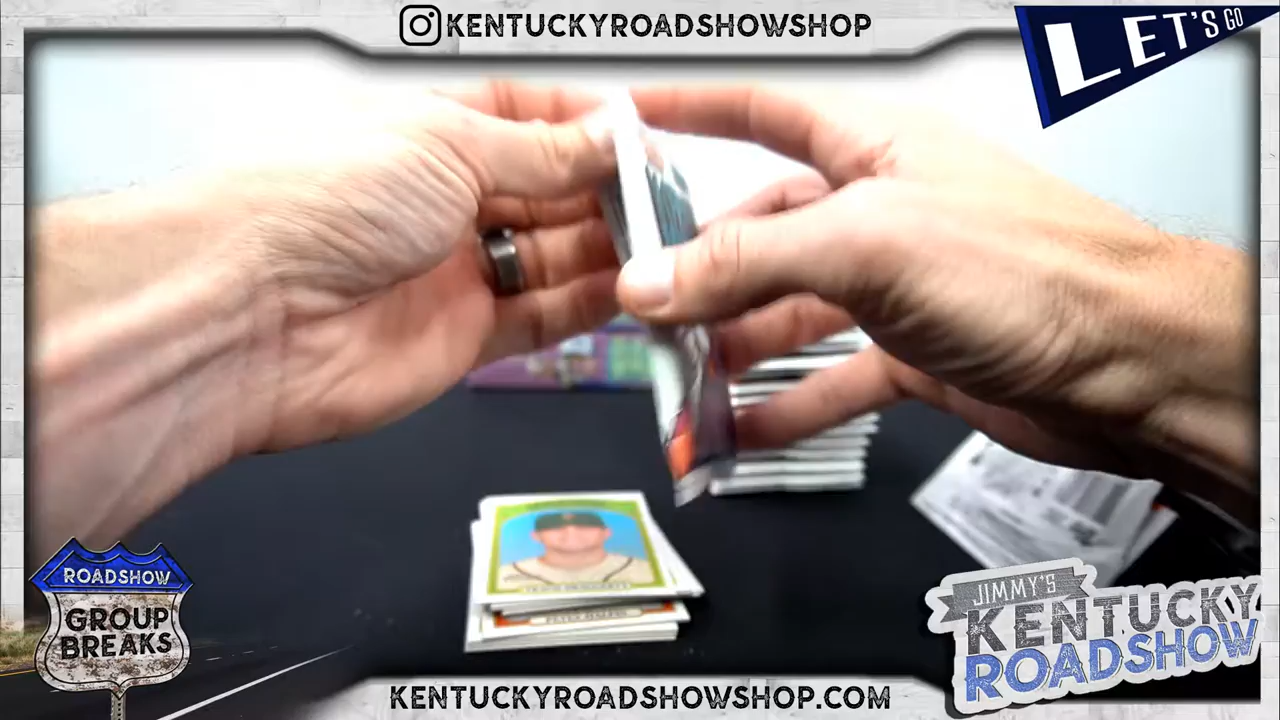 KENTUCKYROADSHOWSHOP
LET'S GO
ROADSHOW
GROUP
BREAKS
JIMMY'S
KENTUCKY
ROADSHOW
KENTUCKYROADSHOWSHOP.COM